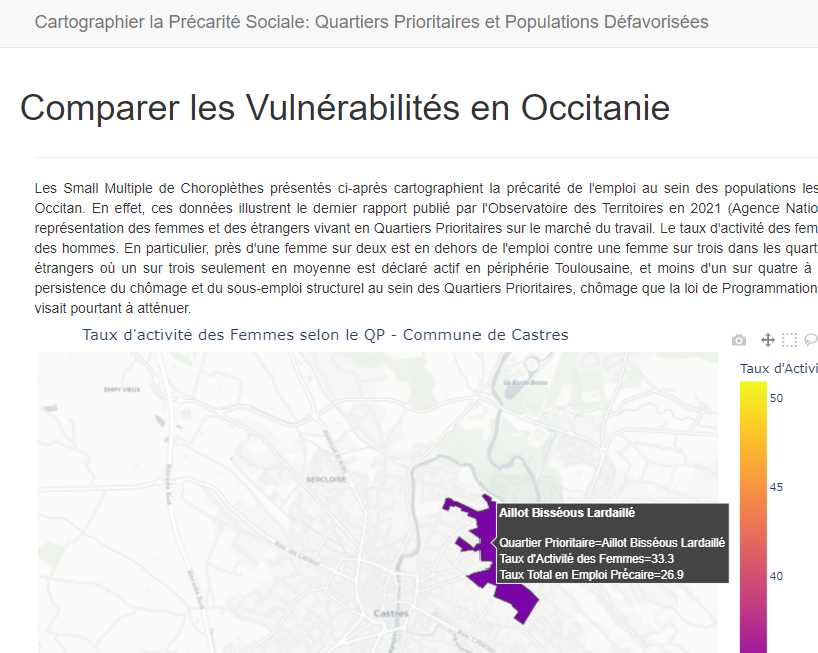 Cartographier la Précarité Sociale: Quartiers Prioritaires et Populations Défavorisées
Comparer les Vulnérabilités en Occitanie
Les Small Multiple de Choroplèthes présentés ci-après cartographient la précarité de l'emploi au sein des populations les
Occitan. En effet, ces données illustrent le dernier rapport publié par l'Observatoire des Territoires en 2021 (Agence Natio
représentation des femmes et des étrangers vivant en Quartiers Prioritaires sur le marché du travail. Le taux d'activité des fem
des hommes. En particulier, près d'une femme sur deux est en dehors de l'emploi contre une femme sur trois dans les quart
étrangers où un sur trois seulement en moyenne est déclaré actif en périphérie Toulousaine, et moins d'un sur quatre à
persistence du chômage et du sous-emploi structurel au sein des Quartiers Prioritaires, chômage que la loi de Programmation
visait pourtant à atténuer.
Taux d'activité des Femmes selon le QP - Commune de Castres
Taux d'Activi
50
45
40
SERCLOISE
Aillot Bisséous Lardaillé
Quartier Prioritaire=Aillot Bisséous Lardaillé
Taux d'Activité des Femmes=33.3
Taux Total en Emploi Précaire=26.9
Castres